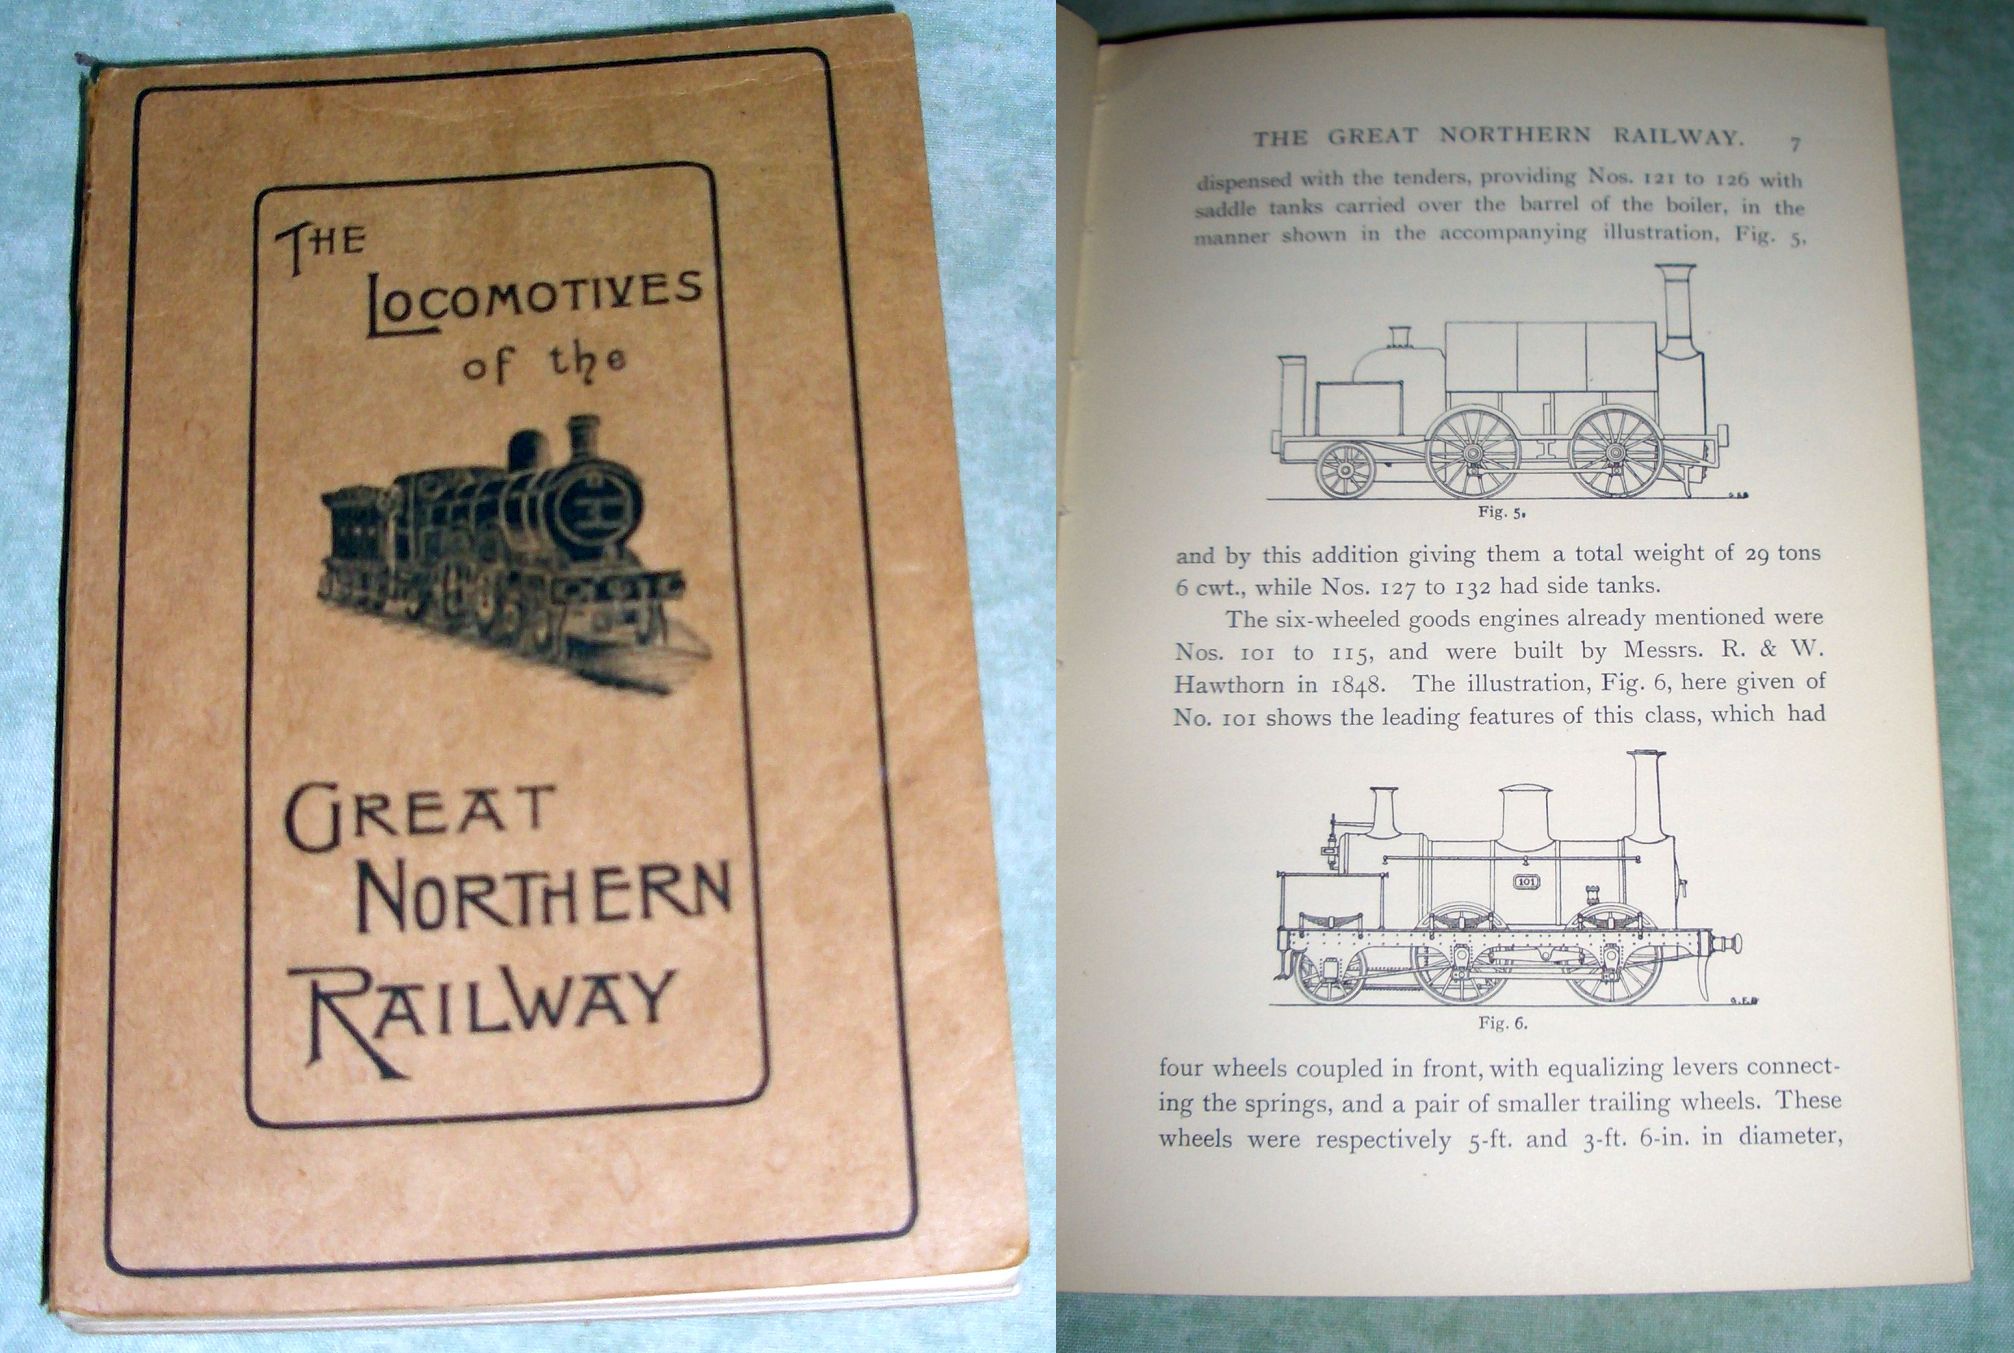 THE
LOCOMOTIVES
of the
GREAT
NORTHERN
RAILWAY
THE GREAT NORTHERN RAILWAY. 7
dispensed with the tenders, providing Nos. 121 to 126 with
saddle tanks carried over the barrel of the boiler, in the
manner shown in the accompanying illustration, Fig. 5,
Fig. 5.
and by this addition giving them a total weight of 29 tons
6 cwt., while Nos. 127 to 132 had side tanks.
The six-wheeled goods engines already mentioned were
Nos. 101 to 115, and were built by Messrs. R. & W.
Hawthorn in 1848. The illustration, Fig. 6, here given of
No. 101 shows the leading features of this class, which had
101
Fig. 6.
four wheels coupled in front, with equalizing levers connect-
ing the springs, and a pair of smaller trailing wheels. These
wheels were respectively 5-ft. and 3-ft. 6-in. in diameter,